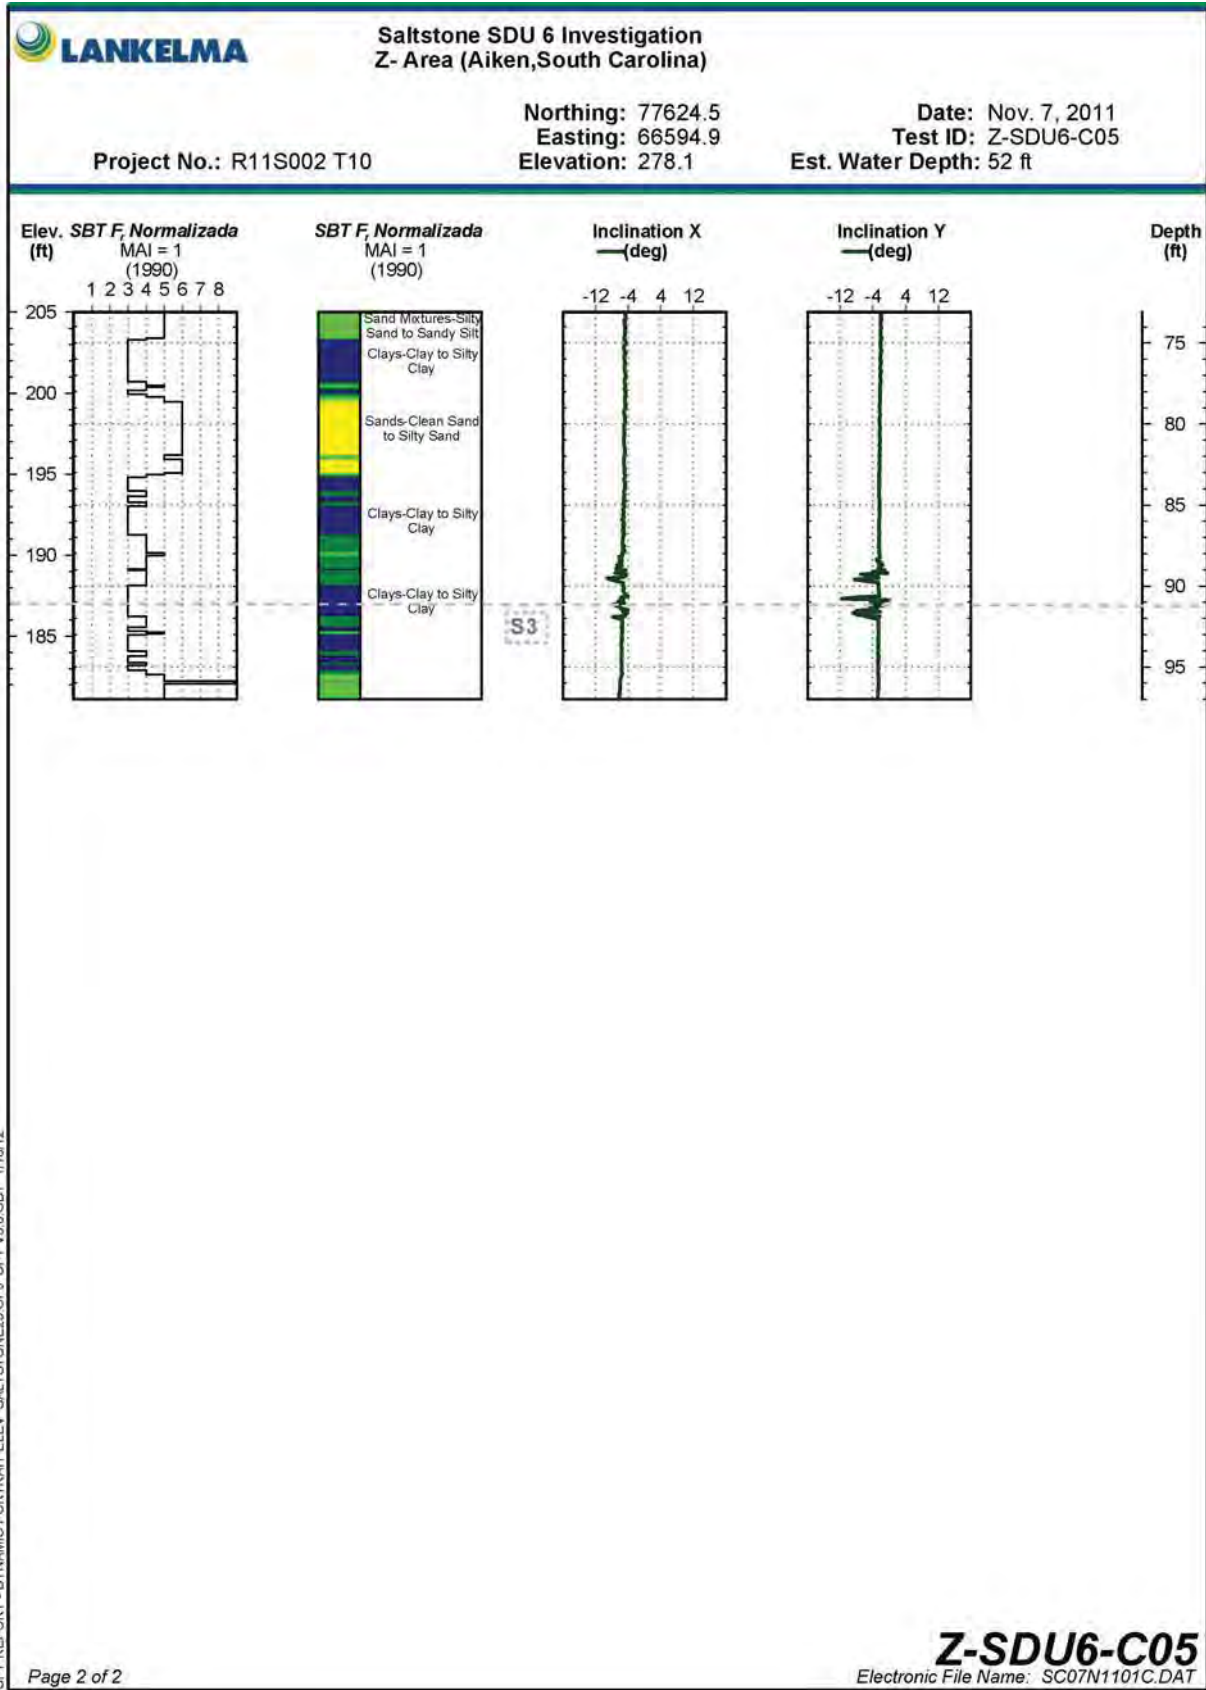 LANKELMA
Saltstone SDU 6 Investigation
Z- Area (Aiken,South Carolina)
Northing: 77624.5
Date: Nov. 7, 2011
Easting: 66594.9
Test ID: Z-SDU6-C05
Project No.: R11S002 T10
Elevation: 278.1
Est. Water Depth: 52 ft
Elev.
(ft)
SBT F, Normalizada
MAI = 1
(1990)
1 2 3 4 5 6 7 8
SBT F, Normalizada
MAI = 1
(1990)
Inclination X
(deg)
-12 -4 4 12
Inclination Y
(deg)
-12 -4 4 12
Depth
(ft)
205
200
195
190
185
Sand Mixtures-Silty
Sand to Sandy Silt
Clays-Clay to Silty
Clay
Sands-Clean Sand
to Silty Sand
Clays-Clay to Silty
Clay
Clays-Clay to Silty
Clay
S3
75
80
85
90
95
Z-SDU6-C05
Page 2 of 2
Electronic File Name: SC07N1101C.DAT